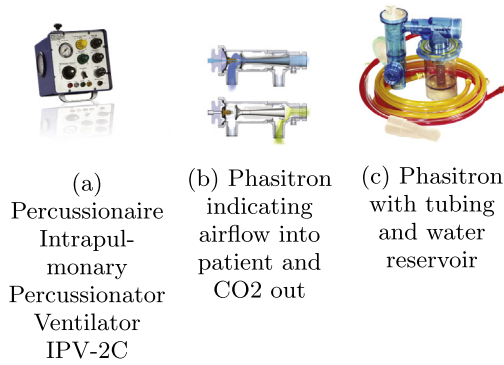 (a)
Percussionaire
Intrapul-
monary
Percussionator
Ventilator
IPV-2C
(b) Phasitron
indicating
airflow into
patient and
CO2 out
(c) Phasitron
with tubing
and water
reservoir